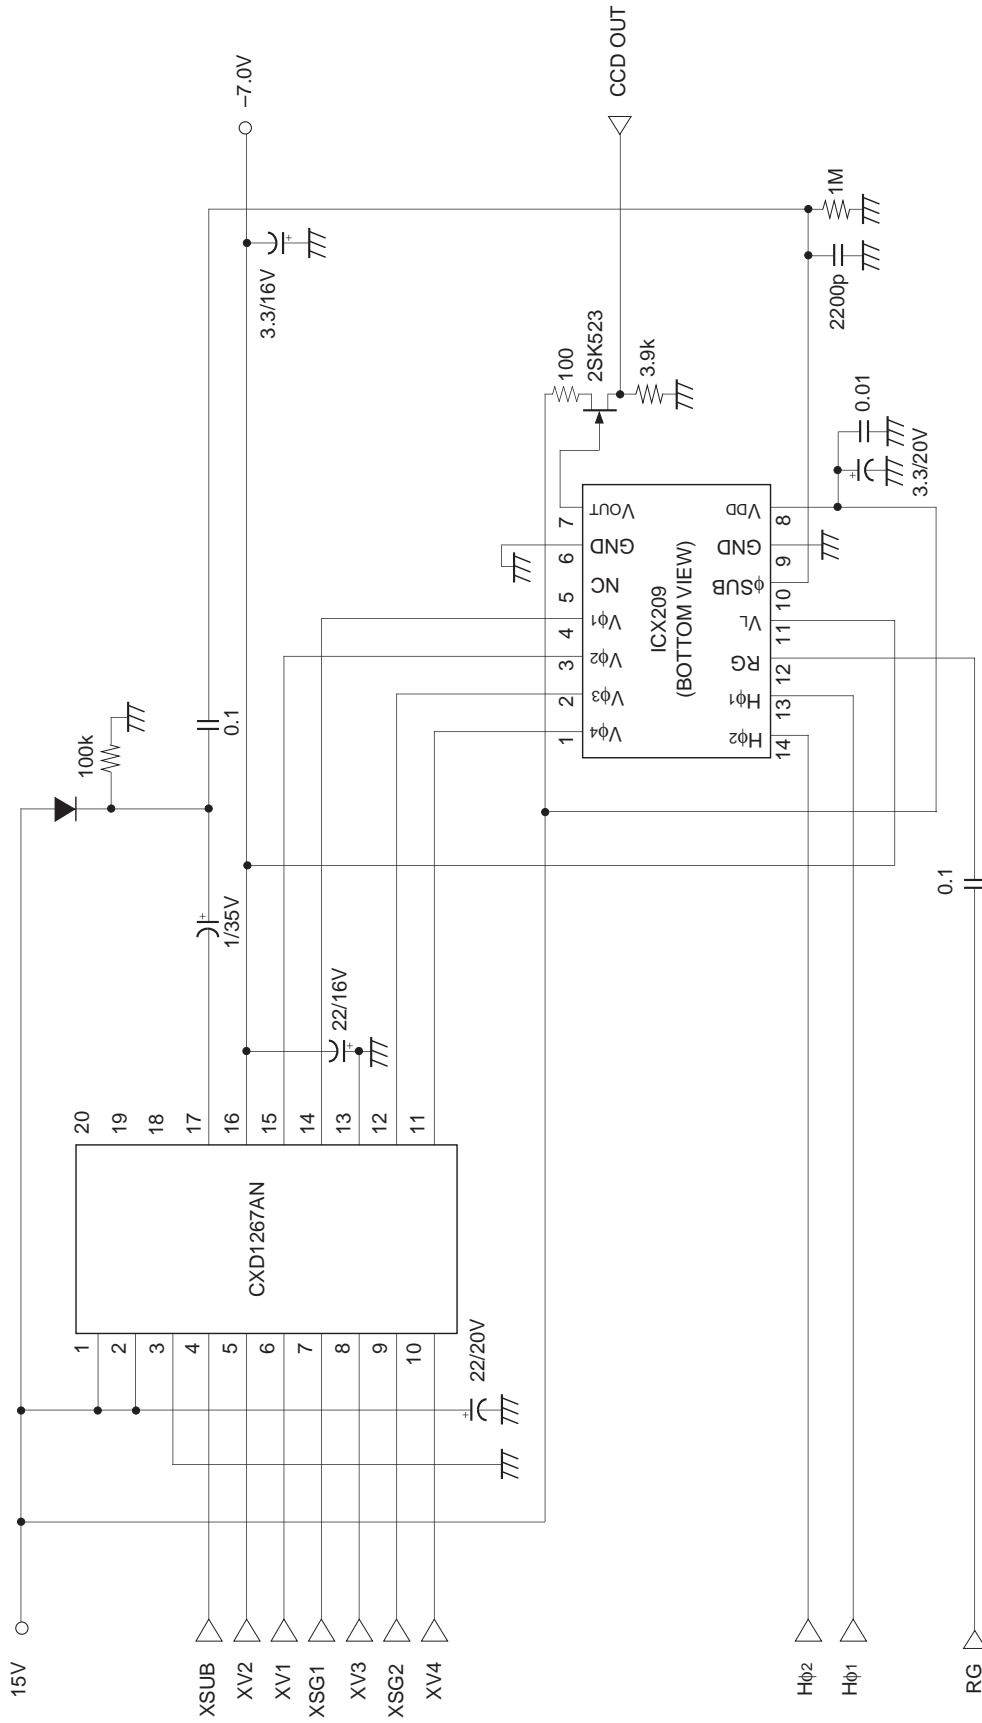 15V
XSUB
XV2
XV1
XSG1
XV3
XSG2
XV4
Hϕ2
Hϕ1
RG
22/20V
1
2
3
4
5
6
7
8
9
10
CXD1267AN
20
19
18
17
16
15
14
13
12
11
+
1/35V
+
22/16V
+
100k
0.1
0.1
–7.0V
3.3/16V
+
CCD OUT
1M
2200p
100
2SK523
3.9k
0.01
3.3/20V
+
ICX209
(BOTTOM VIEW)
1
2
3
4
5
6
7
Vϕ4
Vϕ3
Vϕ2
Vϕ1
NC
GND
VOUT
Hϕ2
Hϕ1
RG
VL
ϕSUB
GND
VDD
14
13
12
11
10
9
8